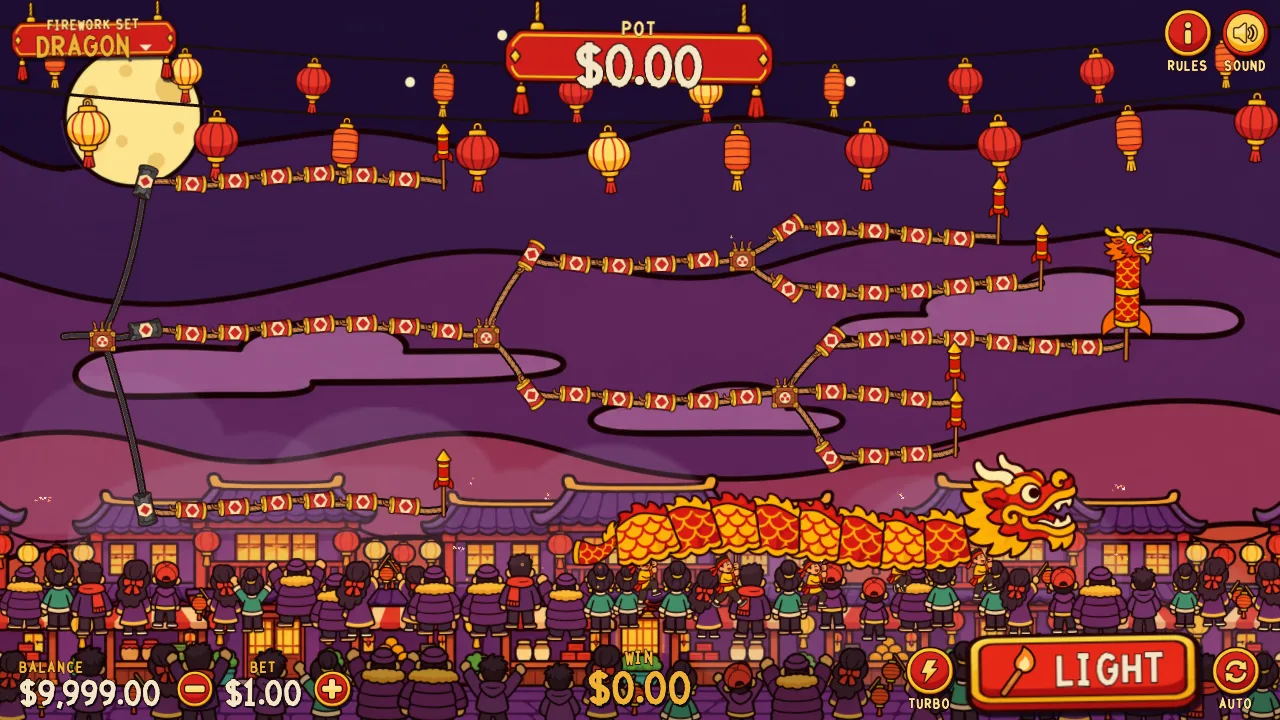 FIREWORK SET
DRAGON
POT
$0.00
RULES
SOUND
BALANCE
$9,999.00
BET
$1.00
WIN
$0.00
TURBO
LIGHT
AUTO